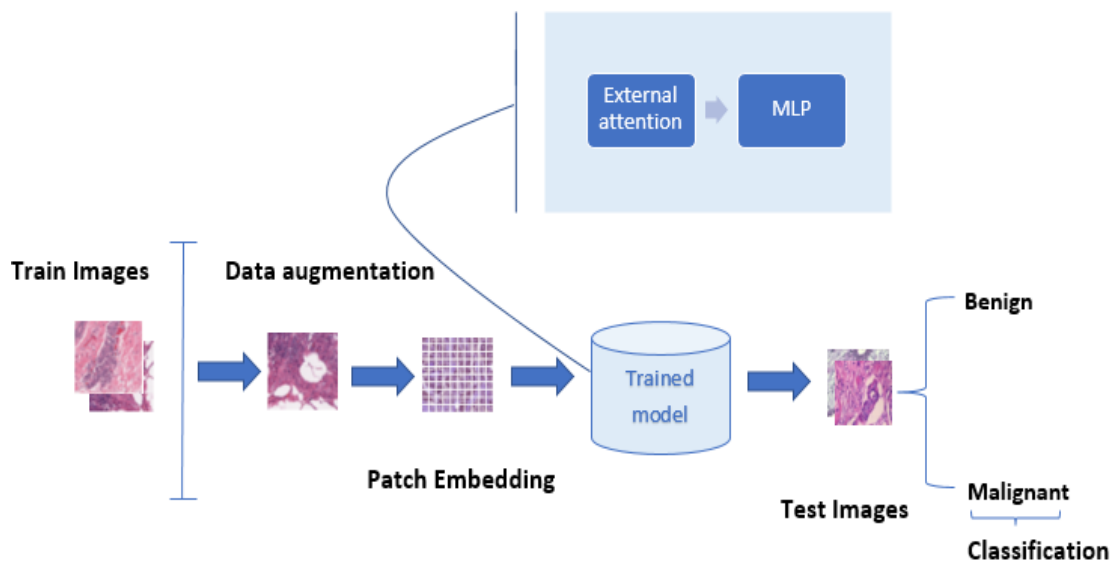 External
attention
MLP
Train Images
Data augmentation
Patch Embedding
Trained
model
Test Images
Benign
Malignant
Classification